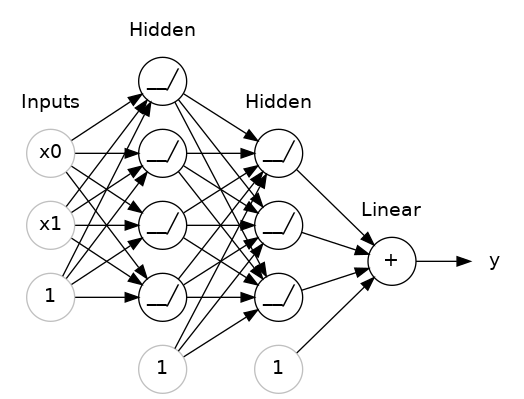 Hidden
Inputs
Hidden
x0
x1
Linear
+
y
1
1
1